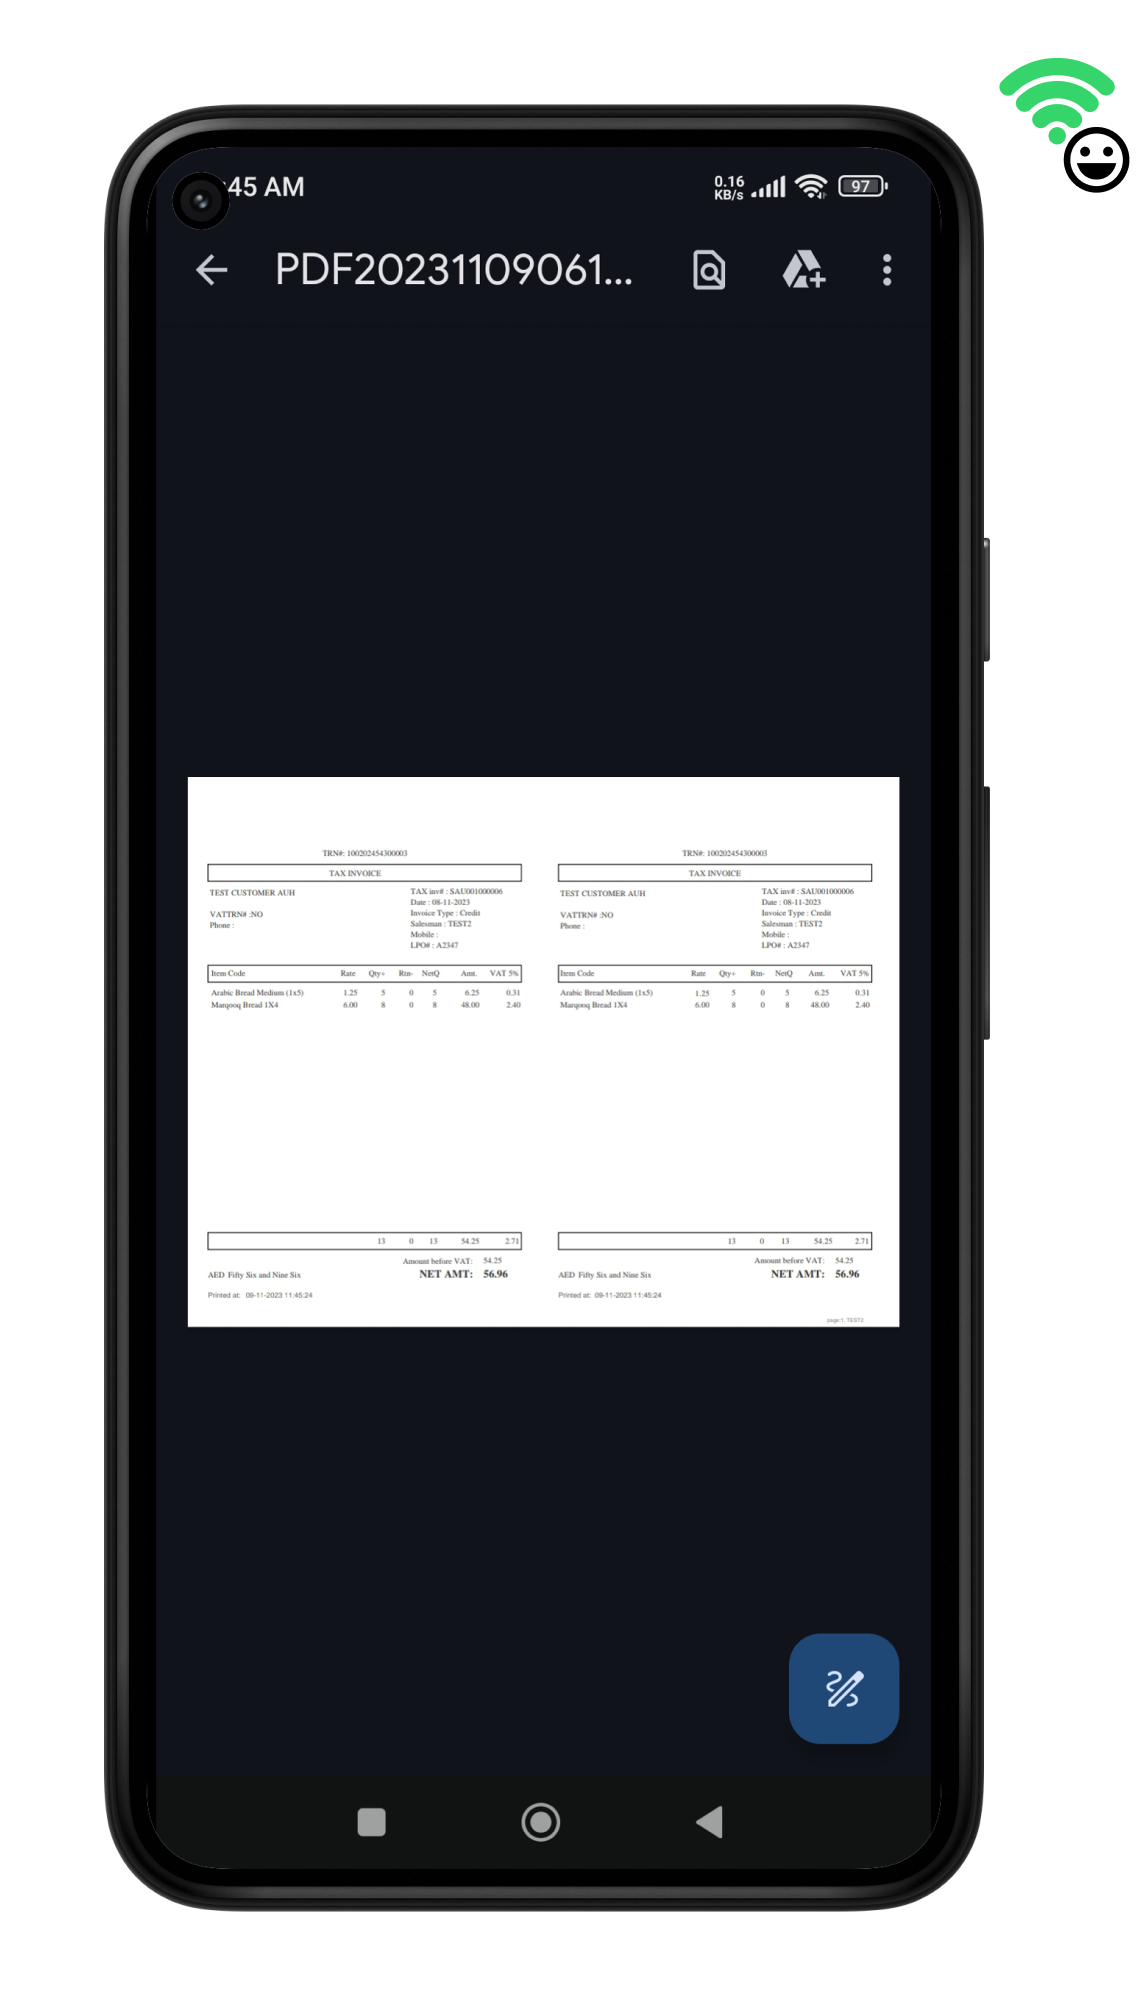 :45 AM
0.16
KB/s
97
PDF20231109061...
TRN#: 100202454300003
TAX INVOICE
TEST CUSTOMER AUH
VATTRN# :NO
Phone :
TAX inv# : SAU001000006
Date : 08-11-2023
Invoice Type : Credit
Salesman : TEST2
Mobile :
LPO# : A2347
Item Code Rate Qty+ Rtn- NetQ Amt. VAT 5%
Arabic Bread Medium (1x5) 1.25 5 0 5 6.25 0.31
Marqooq Bread 1X4 6.00 8 0 8 48.00 2.40
13 0 13 54.25 2.71
Amount before VAT: 54.25
AED Fifty Six and Nine Six NET AMT: 56.96
Printed at: 09-11-2023 11:45:24
TRN#: 100202454300003
TAX INVOICE
TEST CUSTOMER AUH
VATTRN# :NO
Phone :
TAX inv# : SAU001000006
Date : 08-11-2023
Invoice Type : Credit
Salesman : TEST2
Mobile :
LPO# : A2347
Item Code Rate Qty+ Rtn- NetQ Amt. VAT 5%
Arabic Bread Medium (1x5) 1.25 5 0 5 6.25 0.31
Marqooq Bread 1X4 6.00 8 0 8 48.00 2.40
13 0 13 54.25 2.71
Amount before VAT: 54.25
AED Fifty Six and Nine Six NET AMT: 56.96
Printed at: 09-11-2023 11:45:24
page:1, TEST2